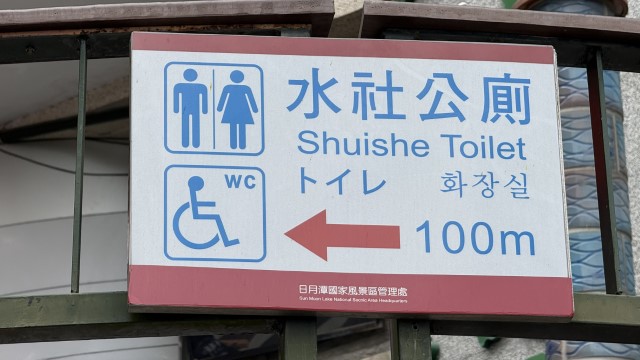 水社公廁
Shuishe Toilet
WC
トイレ 화장실
100m
日月潭國家風景區管理處
Sun Moon Lake National Scenic Area Headquarters